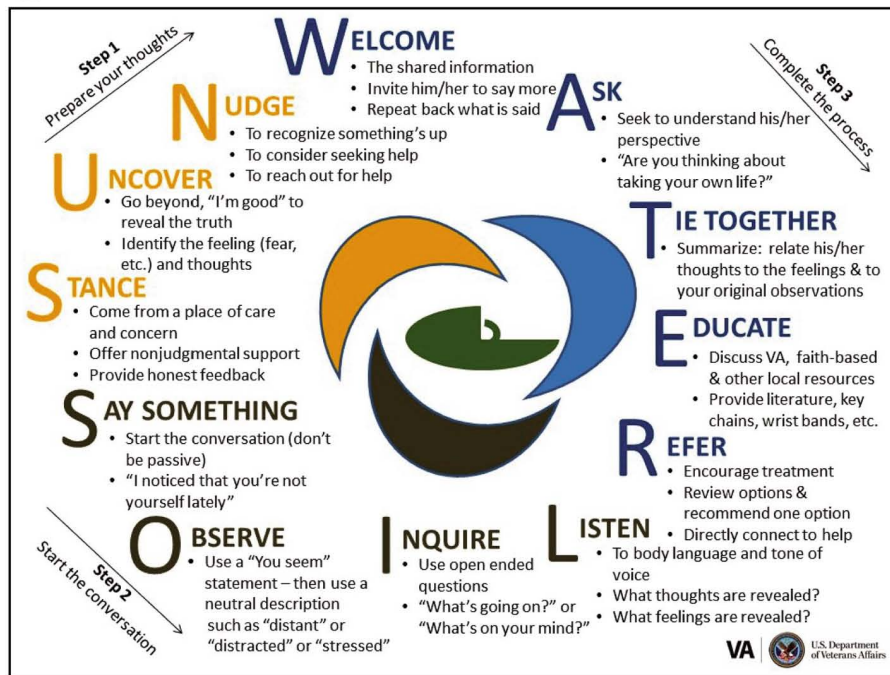 Step 1
Prepare your thoughts
STANCE
• Come from a place of care
and concern
• Offer nonjudgmental support
• Provide honest feedback
UNCOVER
• Go beyond, “I’m good” to
reveal the truth
• Identify the feeling (fear,
etc.) and thoughts
NUDGE
• To recognize something’s up
• To consider seeking help
• To reach out for help
Step 2
Start the conversation
SAY SOMETHING
• Start the conversation (don’t
be passive)
• “I noticed that you’re not
yourself lately”
OBSERVE
• Use a “You seem”
statement – then use a
neutral description
such as “distant” or
“distracted” or “stressed”
INQUIRE
• Use open ended
questions
• “What’s going on?” or
“What’s on your mind?”
LISTEN
• To body language and tone of
voice
• What thoughts are revealed?
• What feelings are revealed?
Step 3
Complete the process
WELCOME
• The shared information
• Invite him/her to say more
• Repeat back what is said
ASK
• Seek to understand his/her
perspective
• “Are you thinking about
taking your own life?”
TIE TOGETHER
• Summarize: relate his/her
thoughts to the feelings & to
your original observations
EDUCATE
• Discuss VA, faith-based
& other local resources
• Provide literature, key
chains, wrist bands, etc.
REFER
• Encourage treatment
• Review options &
recommend one option
• Directly connect to help
VA
U.S. Department
of Veterans Affairs